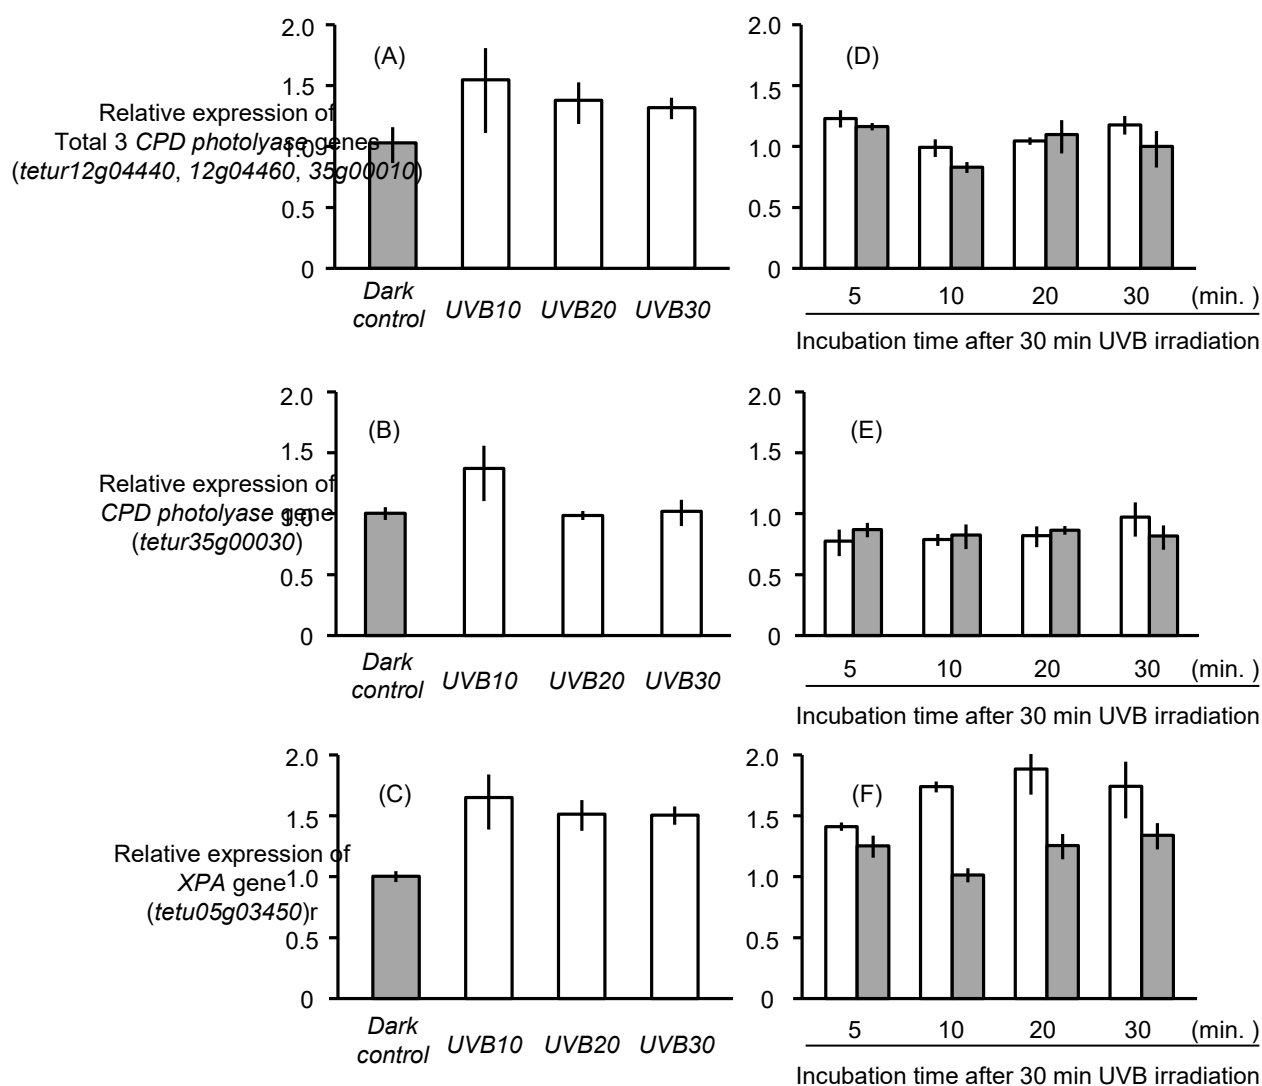 2.0
(A)
1.5
Relative expression of
Total 3 CPD photolyase genes
1.0
(tetur12g04440, 12g04460, 35g00010)
0.5
0
Dark
control
UVB10
UVB20
UVB30
2.0
(D)
1.5
1.0
0.5
0
5
10
20
30
(min. )
Incubation time after 30 min UVB irradiation
2.0
(B)
1.5
Relative expression of
CPD photolyase gene
1.0
(tetur35g00030)
0.5
0
Dark
control
UVB10
UVB20
UVB30
2.0
(E)
1.5
1.0
0.5
0
5
10
20
30
(min. )
Incubation time after 30 min UVB irradiation
2.0
(C)
1.5
Relative expression of
XPA gene
1.0
(tetu05g03450)r
0.5
0
Dark
control
UVB10
UVB20
UVB30
2.0
(F)
1.5
1.0
0.5
0
5
10
20
30
(min. )
Incubation time after 30 min UVB irradiation